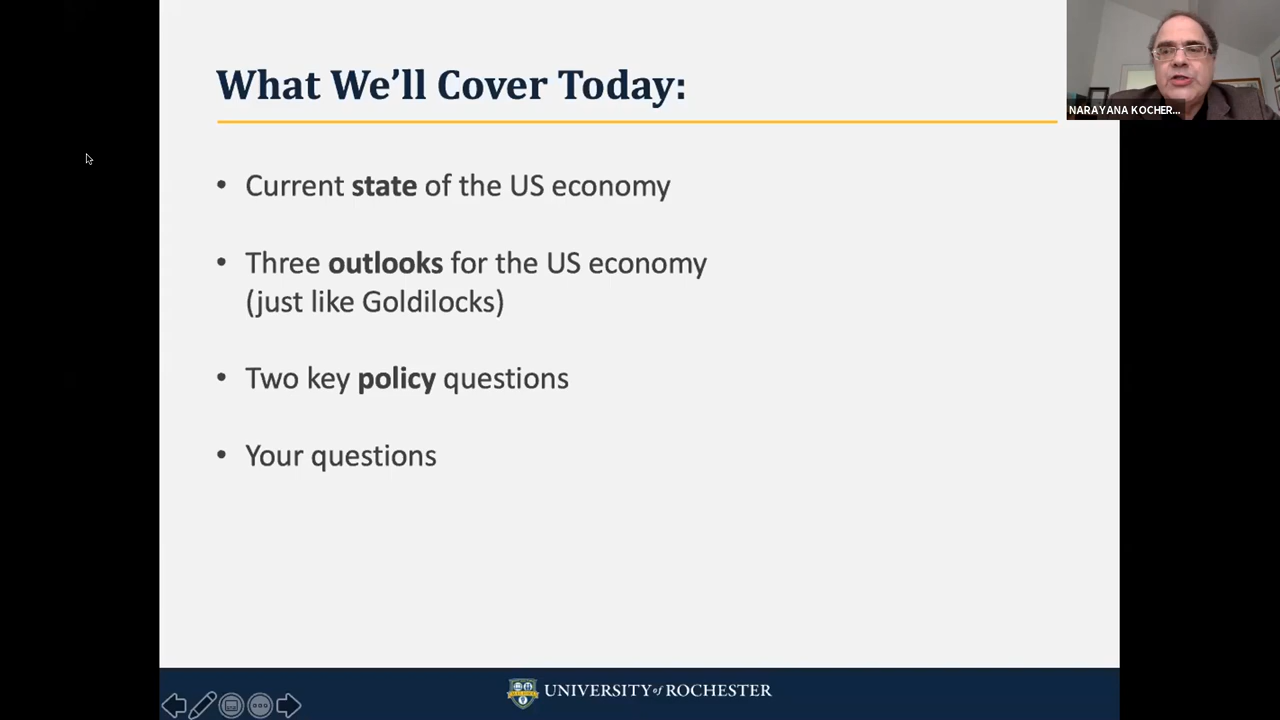 What We'll Cover Today:
NARAYANA KOCHER...
• Current state of the US economy
• Three outlooks for the US economy
(just like Goldilocks)
• Two key policy questions
• Your questions
UNIVERSITY of ROCHESTER